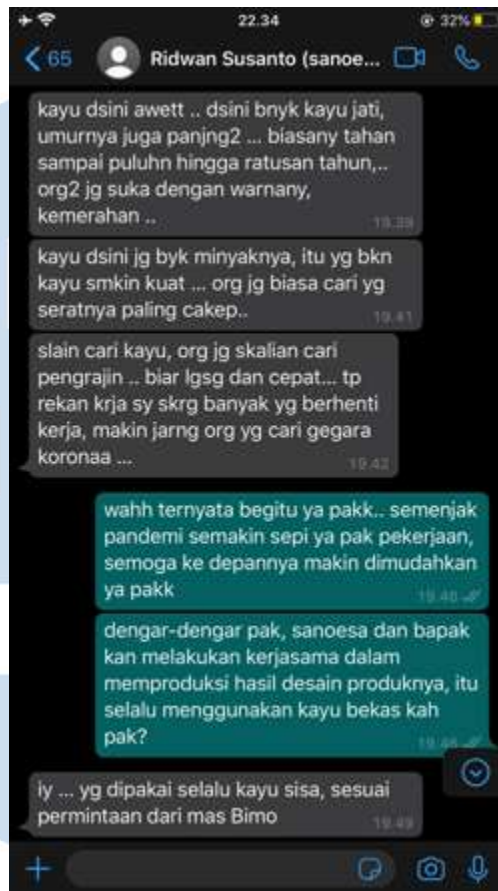 22.34
32%
65
Ridwan Susanto (sanoe...
kayu dsini awett .. dsini bnyk kayu jati,
umurnya juga panjng2 ... biasany tahan
sampai puluhn hingga ratusan tahun,..
org2 jg suka dengan warnany,
kemerahan ..
19.39
kayu dsini jg byk minyaknya, itu yg bkn
kayu smkin kuat ... org jg biasa cari yg
seratnya paling cakep..
19.41
slain cari kayu, org jg skalian cari
pengrajin .. biar lgsg dan cepat... tp
rekan krja sy skrg banyak yg berhenti
kerja, makin jarng org yg cari gegara
koronaa ...
19.42
wahh ternyata begitu ya pakk.. semenjak
pandemi semakin sepi ya pak pekerjaan,
semoga ke depannya makin dimudahkan
ya pakk
dengar-dengar pak, sanoesa dan bapak
kan melakukan kerjasama dalam
memproduksi hasil desain produknya, itu
selalu menggunakan kayu bekas kah
pak?
iy ... yg dipakai selalu kayu sisa, sesuai
permintaan dari mas Bimo
19.49